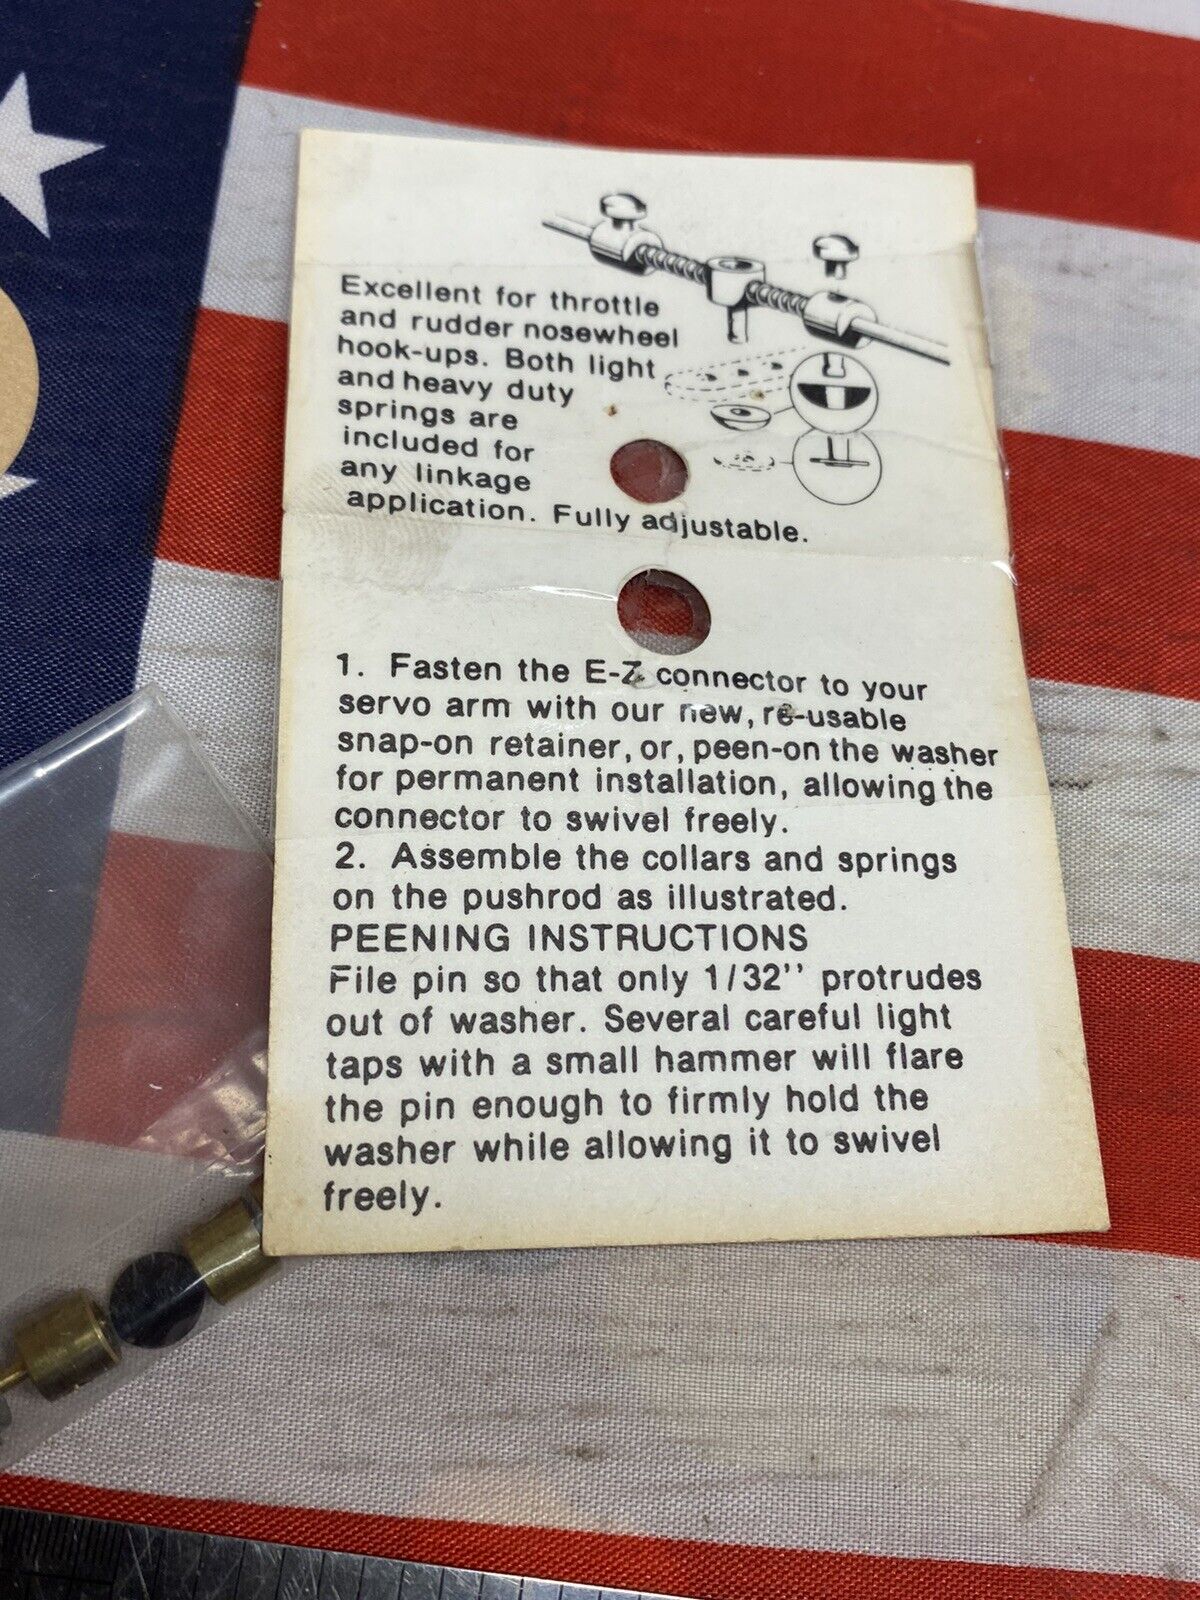 Excellent for throttle
and rudder nosewheel
hook-ups. Both light
and heavy duty
springs are
included for
any linkage
application. Fully adjustable.
1. Fasten the E-Z connector to your
servo arm with our new, re-usable
snap-on retainer, or, peen-on the washer
for permanent installation, allowing the
connector to swivel freely.
2. Assemble the collars and springs
on the pushrod as illustrated.
PEENING INSTRUCTIONS
File pin so that only 1/32'' protrudes
out of washer. Several careful light
taps with a small hammer will flare
the pin enough to firmly hold the
washer while allowing it to swivel
freely.